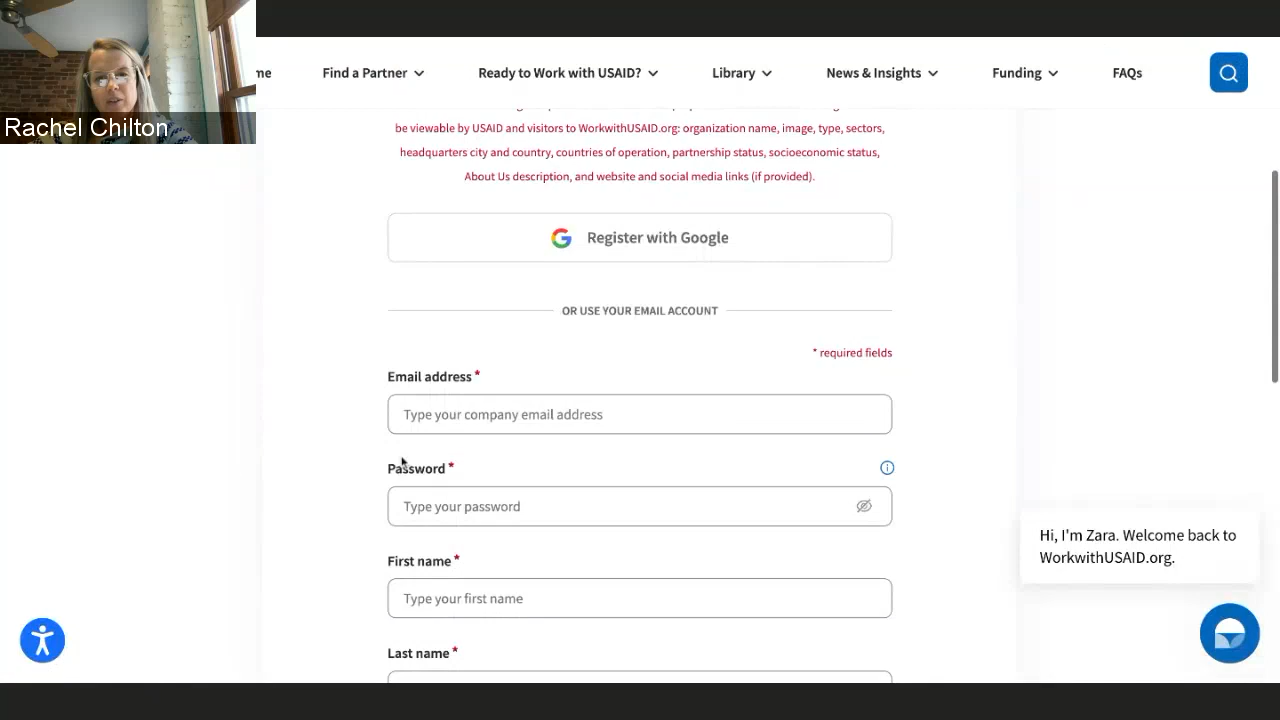 Rachel Chilton
me
Find a Partner
Ready to Work with USAID?
Library
News & Insights
Funding
FAQs
be viewable by USAID and visitors to WorkwithUSAID.org: organization name, image, type, sectors,
headquarters city and country, countries of operation, partnership status, socioeconomic status,
About Us description, and website and social media links (if provided).
Register with Google
OR USE YOUR EMAIL ACCOUNT
* required fields
Email address *
Type your company email address
Password *
Type your password
First name *
Type your first name
Last name *
Hi, I'm Zara. Welcome back to
WorkwithUSAID.org.